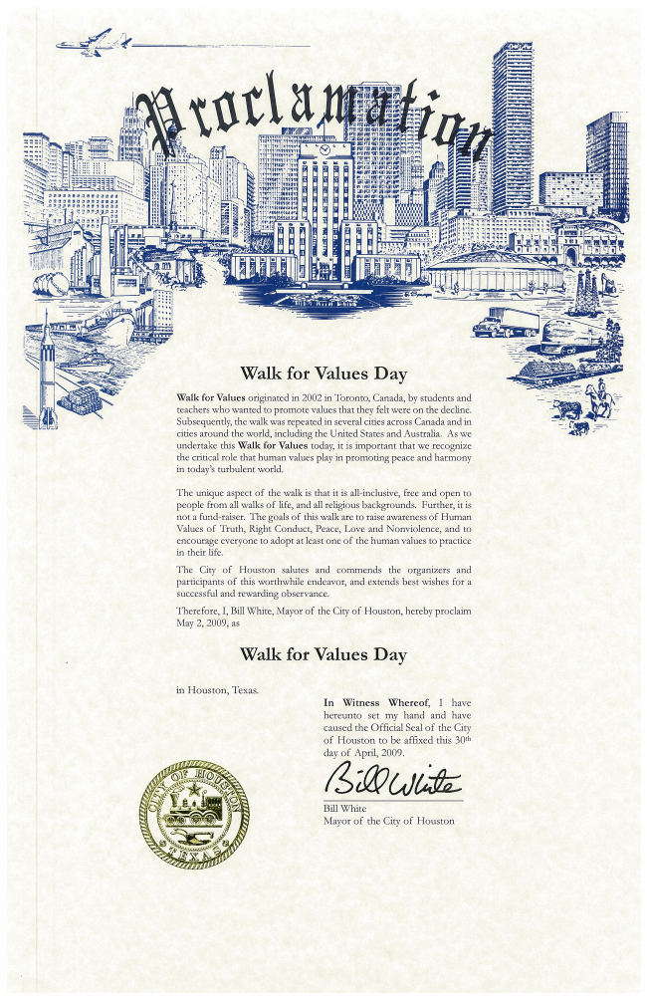 Proclamation
Walk for Values Day
Walk for Values originated in 2002 in Toronto, Canada, by students and
teachers who wanted to promote values that they felt were on the decline.
Subsequently, the walk was repeated in several cities across Canada and in
cities around the world, including the United States and Australia. As we
undertake this Walk for Values today, it is important that we recognize
the critical role that human values play in promoting peace and harmony
in today's turbulent world.
The unique aspect of the walk is that it is all-inclusive, free and open to
people from all walks of life, and all religious backgrounds. Further, it is
not a fund-raiser. The goals of this walk are to raise awareness of Human
Values of Truth, Right Conduct, Peace, Love and Nonviolence, and to
encourage everyone to adopt at least one of the human values to practice
in their life.
The City of Houston salutes and commends the organizers and
participants of this worthwhile endeavor, and extends best wishes for a
successful and rewarding observance.
Therefore, I, Bill White, Mayor of the City of Houston, hereby proclaim
May 2, 2009, as
Walk for Values Day
in Houston, Texas.
In Witness Whereof, I have
hereunto set my hand and have
caused the Official Seal of the City
of Houston to be affixed this 30th
day of April, 2009.
Bill White
Bill White
Mayor of the City of Houston
CITY OF HOUSTON
TEXAS